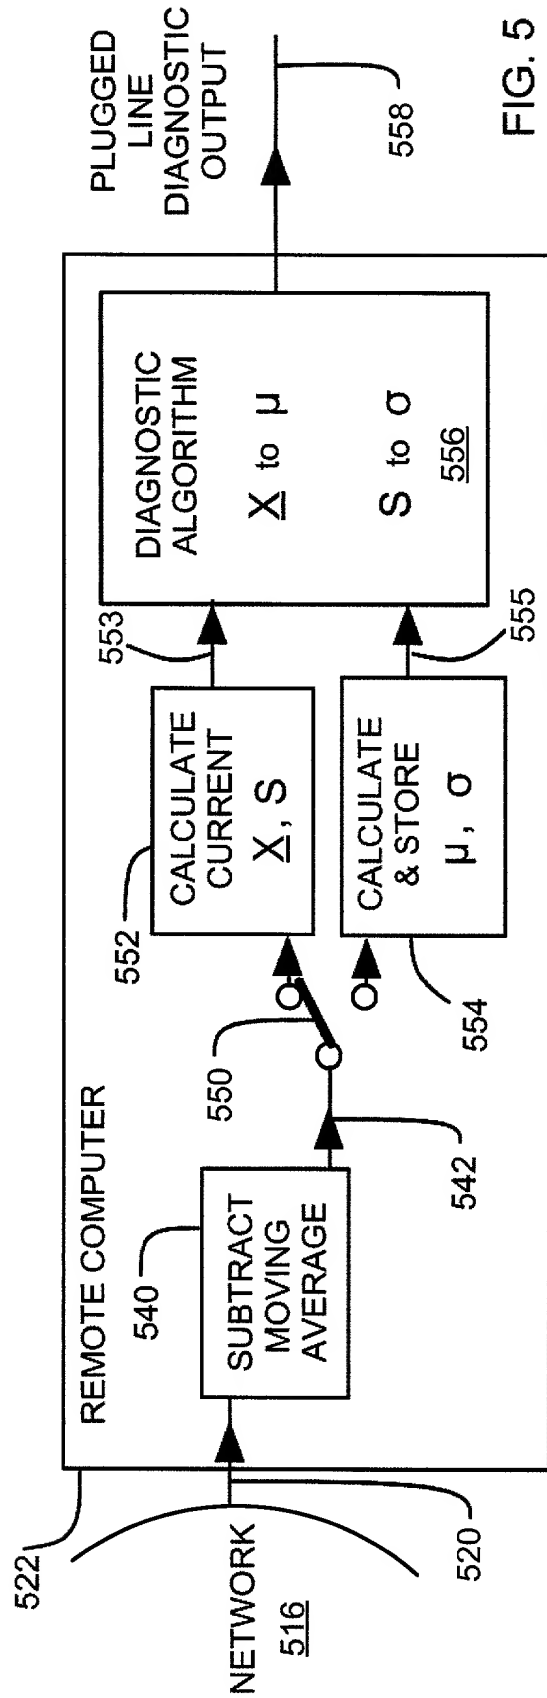 PLUGGED
LINE
DIAGNOSTIC
OUTPUT
558
FIG. 5
522
REMOTE COMPUTER
NETWORK
516
520
540
SUBTRACT
MOVING
AVERAGE
542
550
552
CALCULATE
CURRENT
X, S
553
554
CALCULATE
& STORE
μ, σ
555
DIAGNOSTIC
ALGORITHM
X to μ
S to σ
556